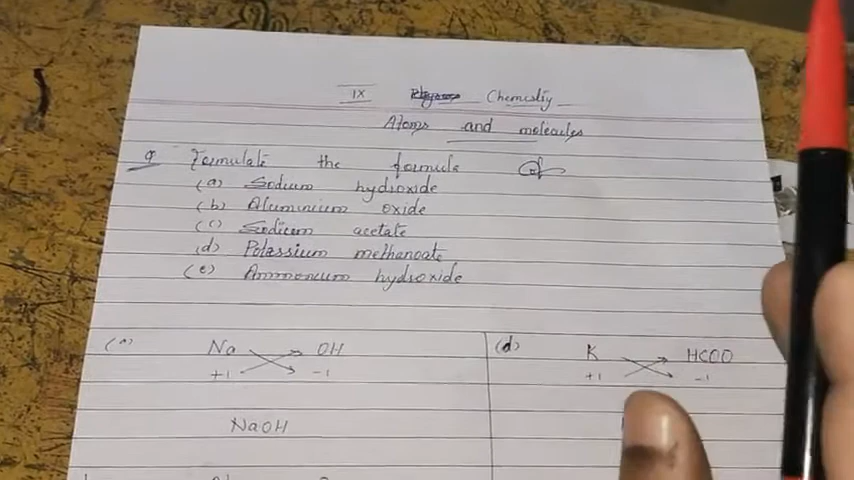 IX Chemistry
Atoms and molecules
Q Formulate the formula of
(a) Sodium hydroxide
(b) Aluminium oxide
(c) Sodium acetate
(d) Potassium methanoate
(e) Ammonium hydroxide
(a) Na OH
+1 -1
NaOH
(d) K HCOO
+1 -1